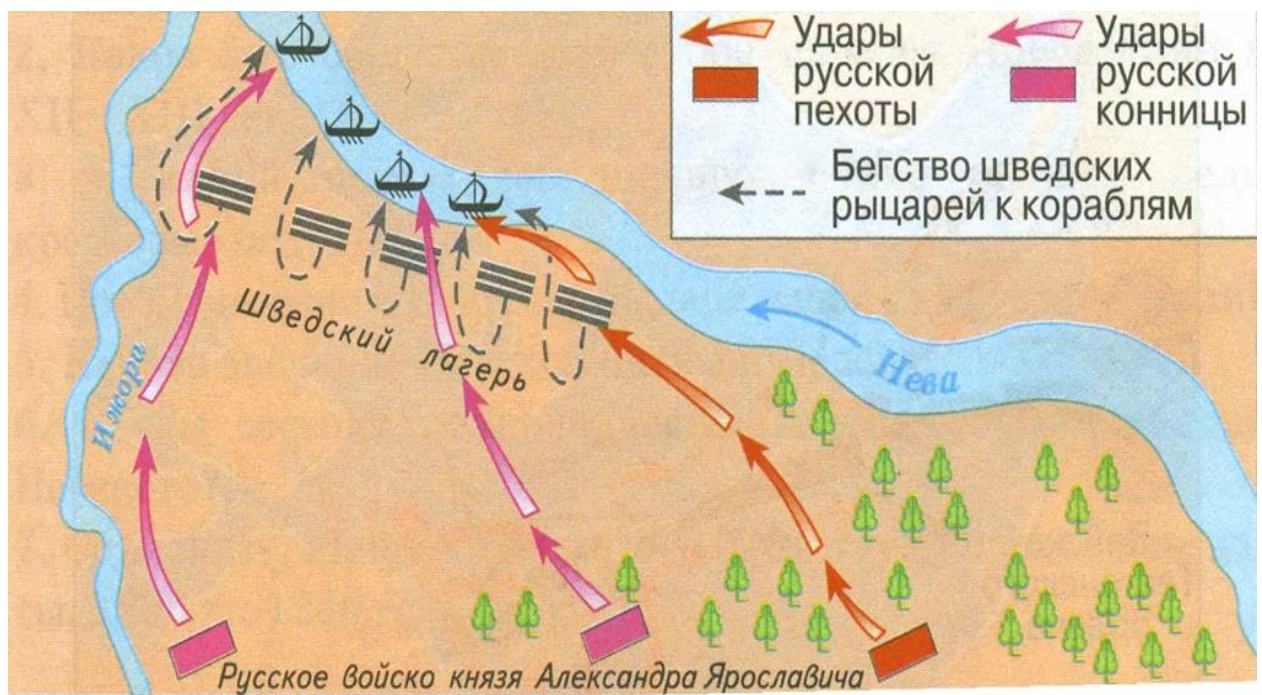 Удары
русской
пехоты
Удары
русской
конницы
Бегство шведских
рыцарей к кораблям
Шведский лагерь
Ижора
Нева
Русское войско князя Александра Ярославича